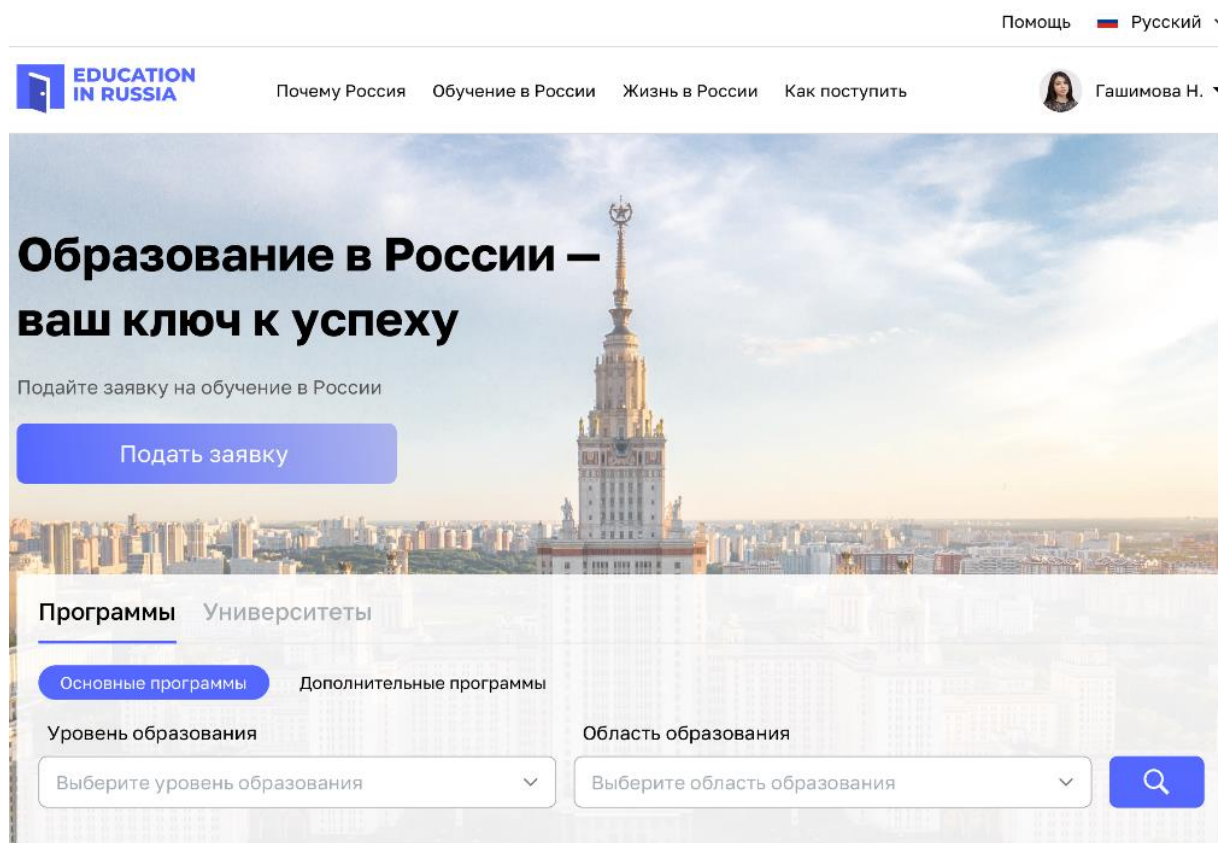 Помощь Русский
EDUCATION
IN RUSSIA
Почему Россия Обучение в России Жизнь в России Как поступить Гашимова Н.
Образование в России —
ваш ключ к успеху
Подайте заявку на обучение в России
Подать заявку
Программы Университеты
Основные программы Дополнительные программы
Уровень образования Область образования
Выберите уровень образования Выберите область образования